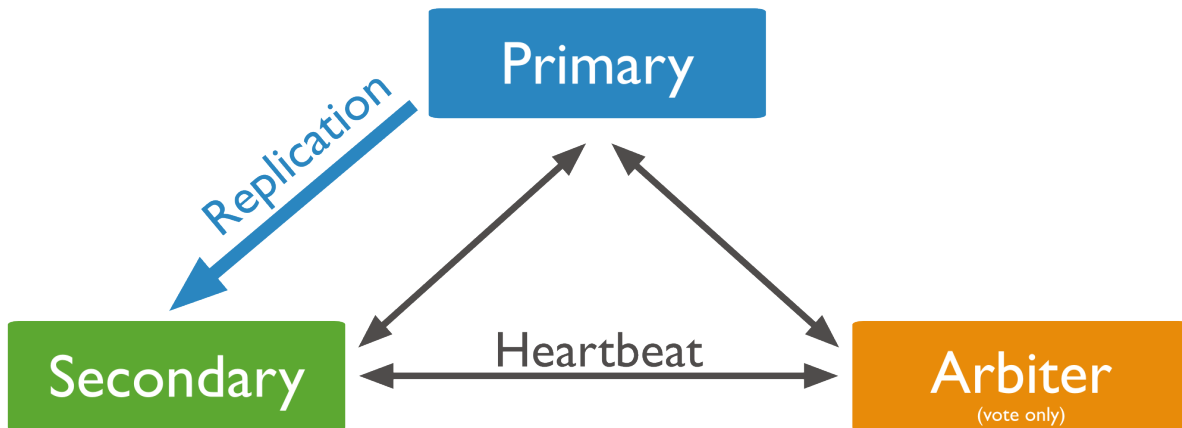 Primary
Replication
Heartbeat
Secondary
Arbiter
(vote only)